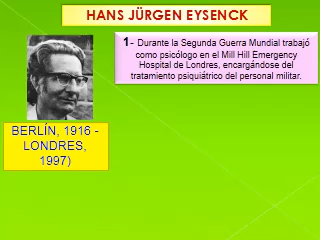 HANS JÜRGEN EYSENCK
1- Durante la Segunda Guerra Mundial trabajó
como psicólogo en el Mill Hill Emergency
Hospital de Londres, encargándose del
tratamiento psiquiátrico del personal militar.
BERLÍN, 1916 -
LONDRES,
1997)